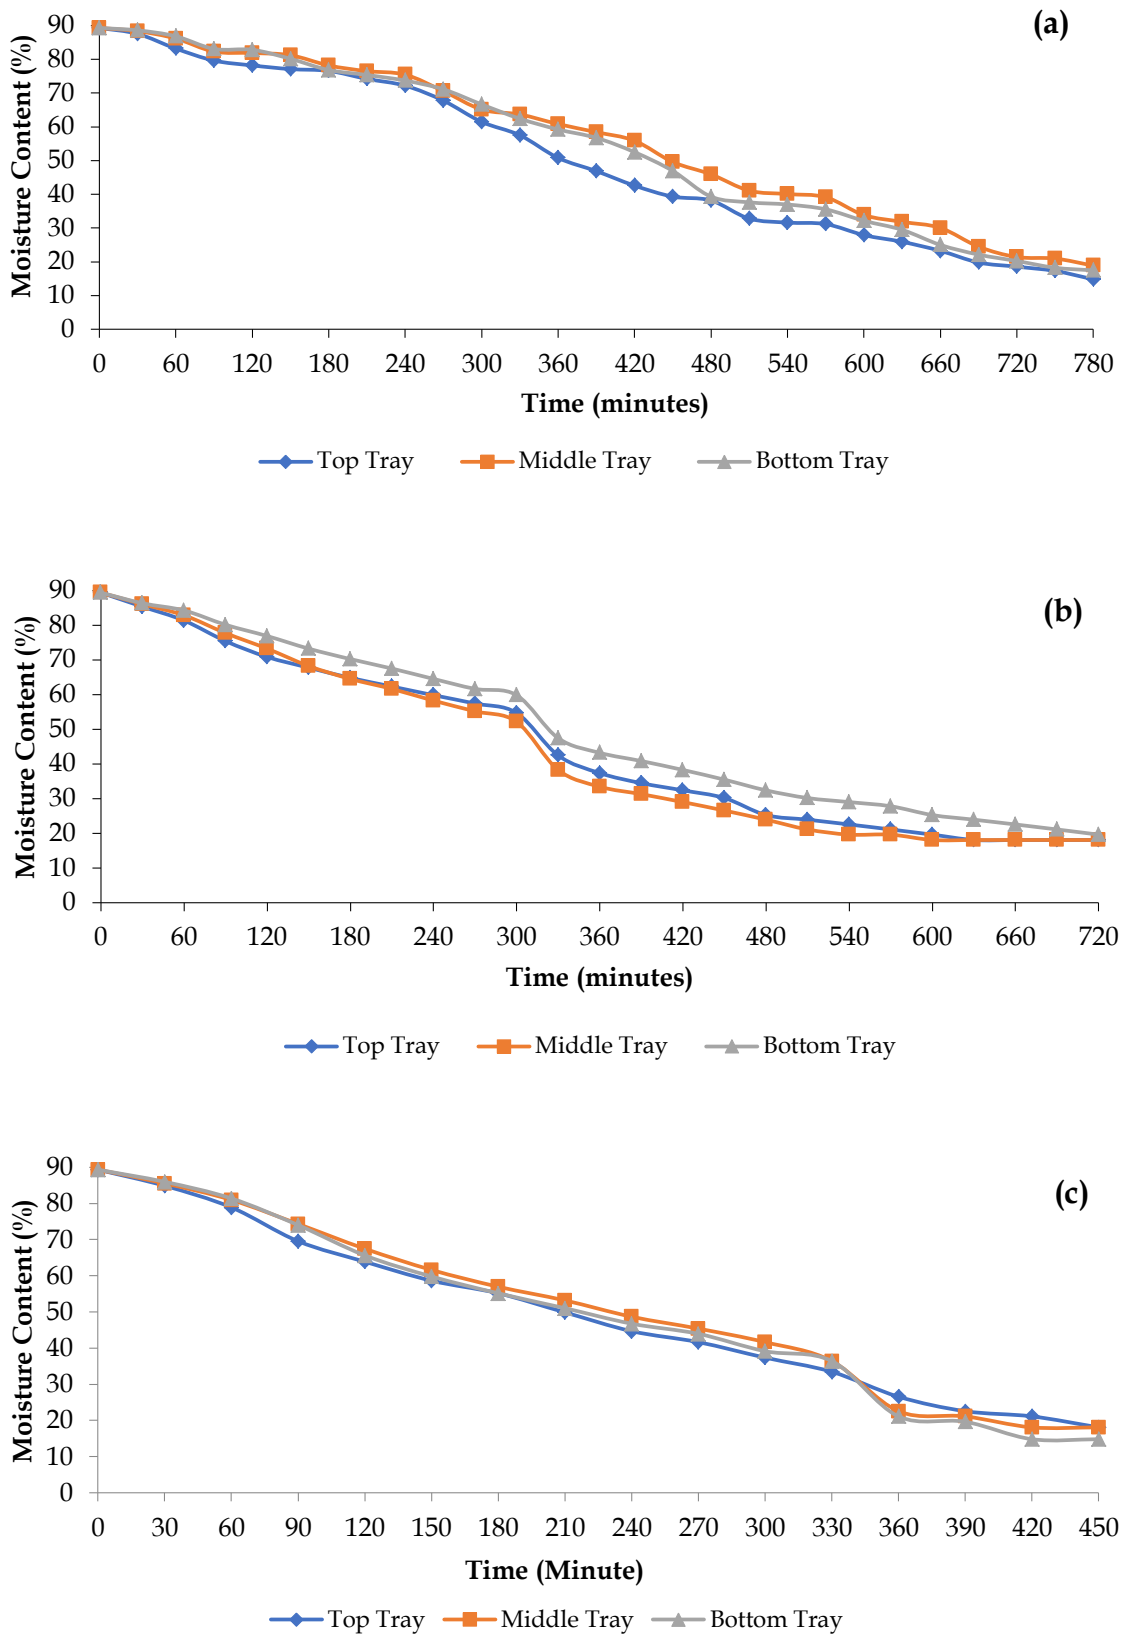 (a)
Moisture Content (%)
90
80
70
60
50
40
30
20
10
0
0 60 120 180 240 300 360 420 480 540 600 660 720 780
Time (minutes)
Top Tray Middle Tray Bottom Tray
(b)
Moisture Content (%)
90
80
70
60
50
40
30
20
10
0
0 60 120 180 240 300 360 420 480 540 600 660 720
Time (minutes)
Top Tray Middle Tray Bottom Tray
(c)
Moisture Content (%)
90
80
70
60
50
40
30
20
10
0
0 30 60 90 120 150 180 210 240 270 300 330 360 390 420 450
Time (Minute)
Top Tray Middle Tray Bottom Tray